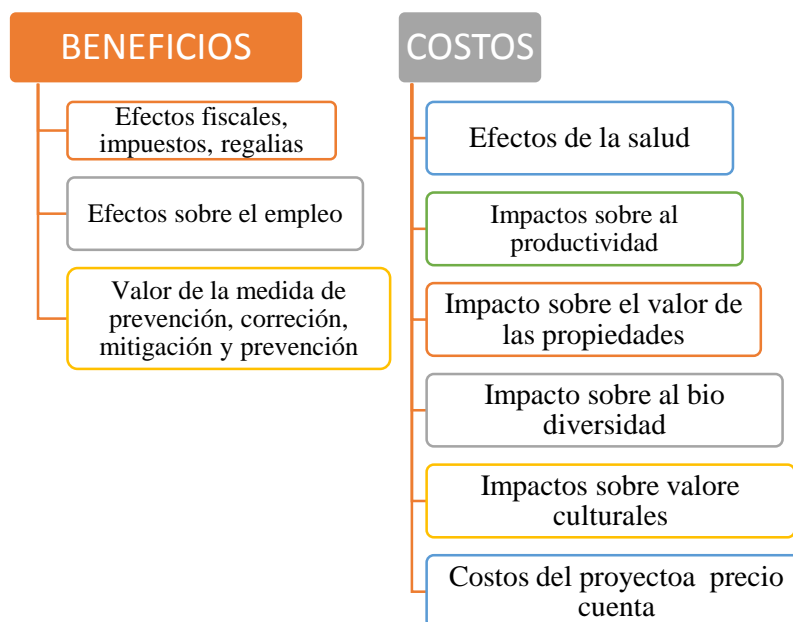 BENEFICIOS
Efectos fiscales,
impuestos, regalias
Efectos sobre el empleo
Valor de la medida de
prevención, correción,
mitigación y prevención
COSTOS
Efectos de la salud
Impactos sobre al
productividad
Impacto sobre el valor de
las propiedades
Impacto sobre al bio
diversidad
Impactos sobre valore
culturales
Costos del proyectoa precio
cuenta